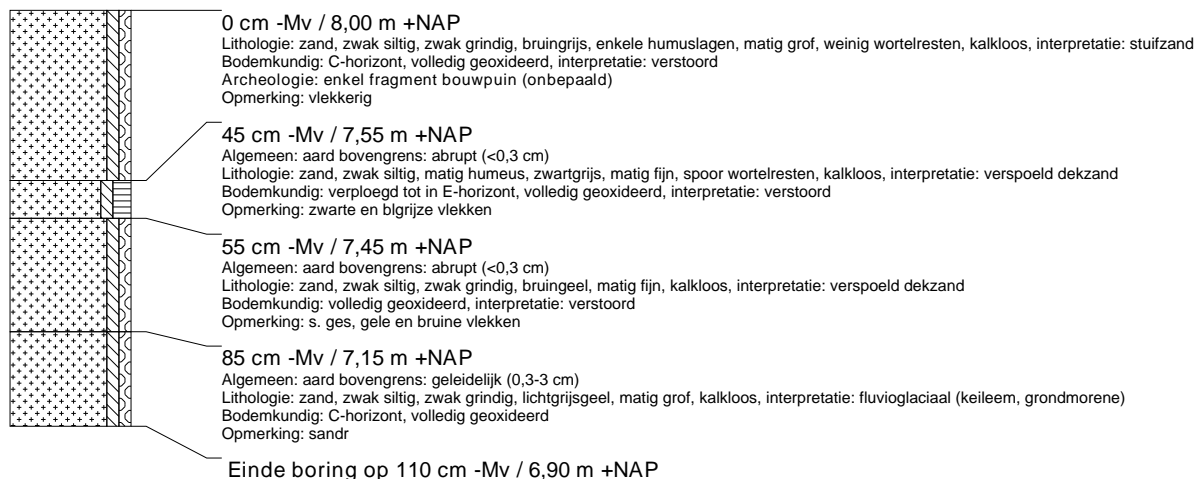 0 cm -Mv / 8,00 m +NAP
Lithologie: zand, zwak siltig, zwak grindig, bruingrijs, enkele humuslagen, matig grof, weinig wortelresten, kalkloos, interpretatie: stuifzand
Bodemkundig: C-horizont, volledig geoxideerd, interpretatie: verstoord
Archeologie: enkel fragment bouwpuin (onbepaald)
Opmerking: vlekkerig
45 cm -Mv / 7,55 m +NAP
Algemeen: aard bovengrens: abrupt (<0,3 cm)
Lithologie: zand, zwak siltig, matig humeus, zwartgrijs, matig fijn, spoor wortelresten, kalkloos, interpretatie: verspoeld dekzand
Bodemkundig: verploegd tot in E-horizont, volledig geoxideerd, interpretatie: verstoord
Opmerking: zwarte en blgrijze vlekken
55 cm -Mv / 7,45 m +NAP
Algemeen: aard bovengrens: abrupt (<0,3 cm)
Lithologie: zand, zwak siltig, zwak grindig, bruingeel, matig fijn, kalkloos, interpretatie: verspoeld dekzand
Bodemkundig: volledig geoxideerd, interpretatie: verstoord
Opmerking: s. ges, gele en bruine vlekken
85 cm -Mv / 7,15 m +NAP
Algemeen: aard bovengrens: geleidelijk (0,3-3 cm)
Lithologie: zand, zwak siltig, zwak grindig, lichtgrijsgeel, matig grof, kalkloos, interpretatie: fluvioglaciaal (keileem, grondmorene)
Bodemkundig: C-horizont, volledig geoxideerd
Opmerking: sandr
Einde boring op 110 cm -Mv / 6,90 m +NAP